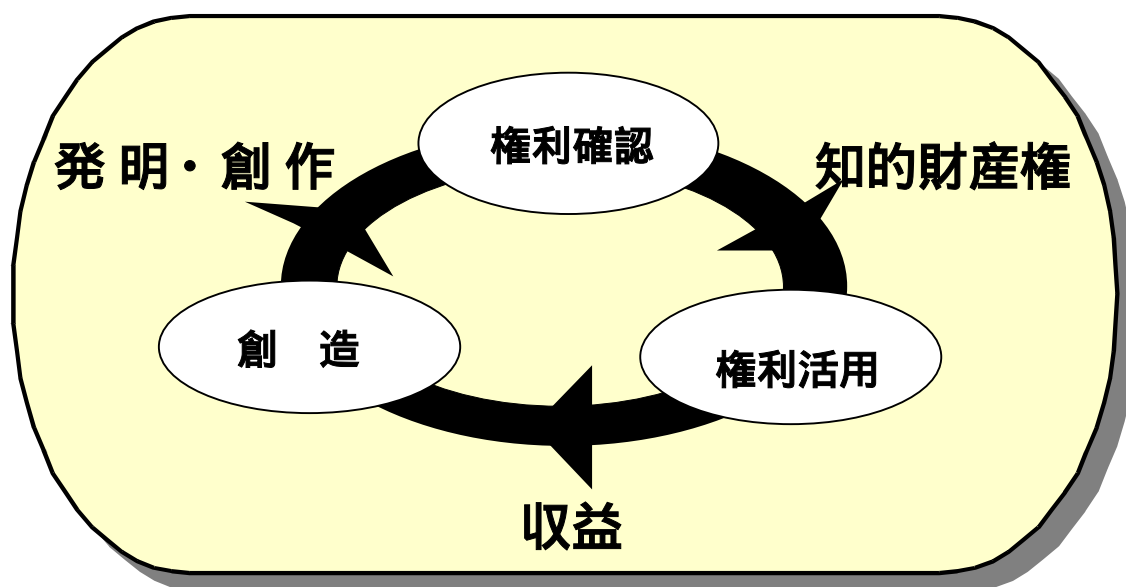 権利確認
発 明・ 創 作
知的財産権
創　造
権利活用
収益